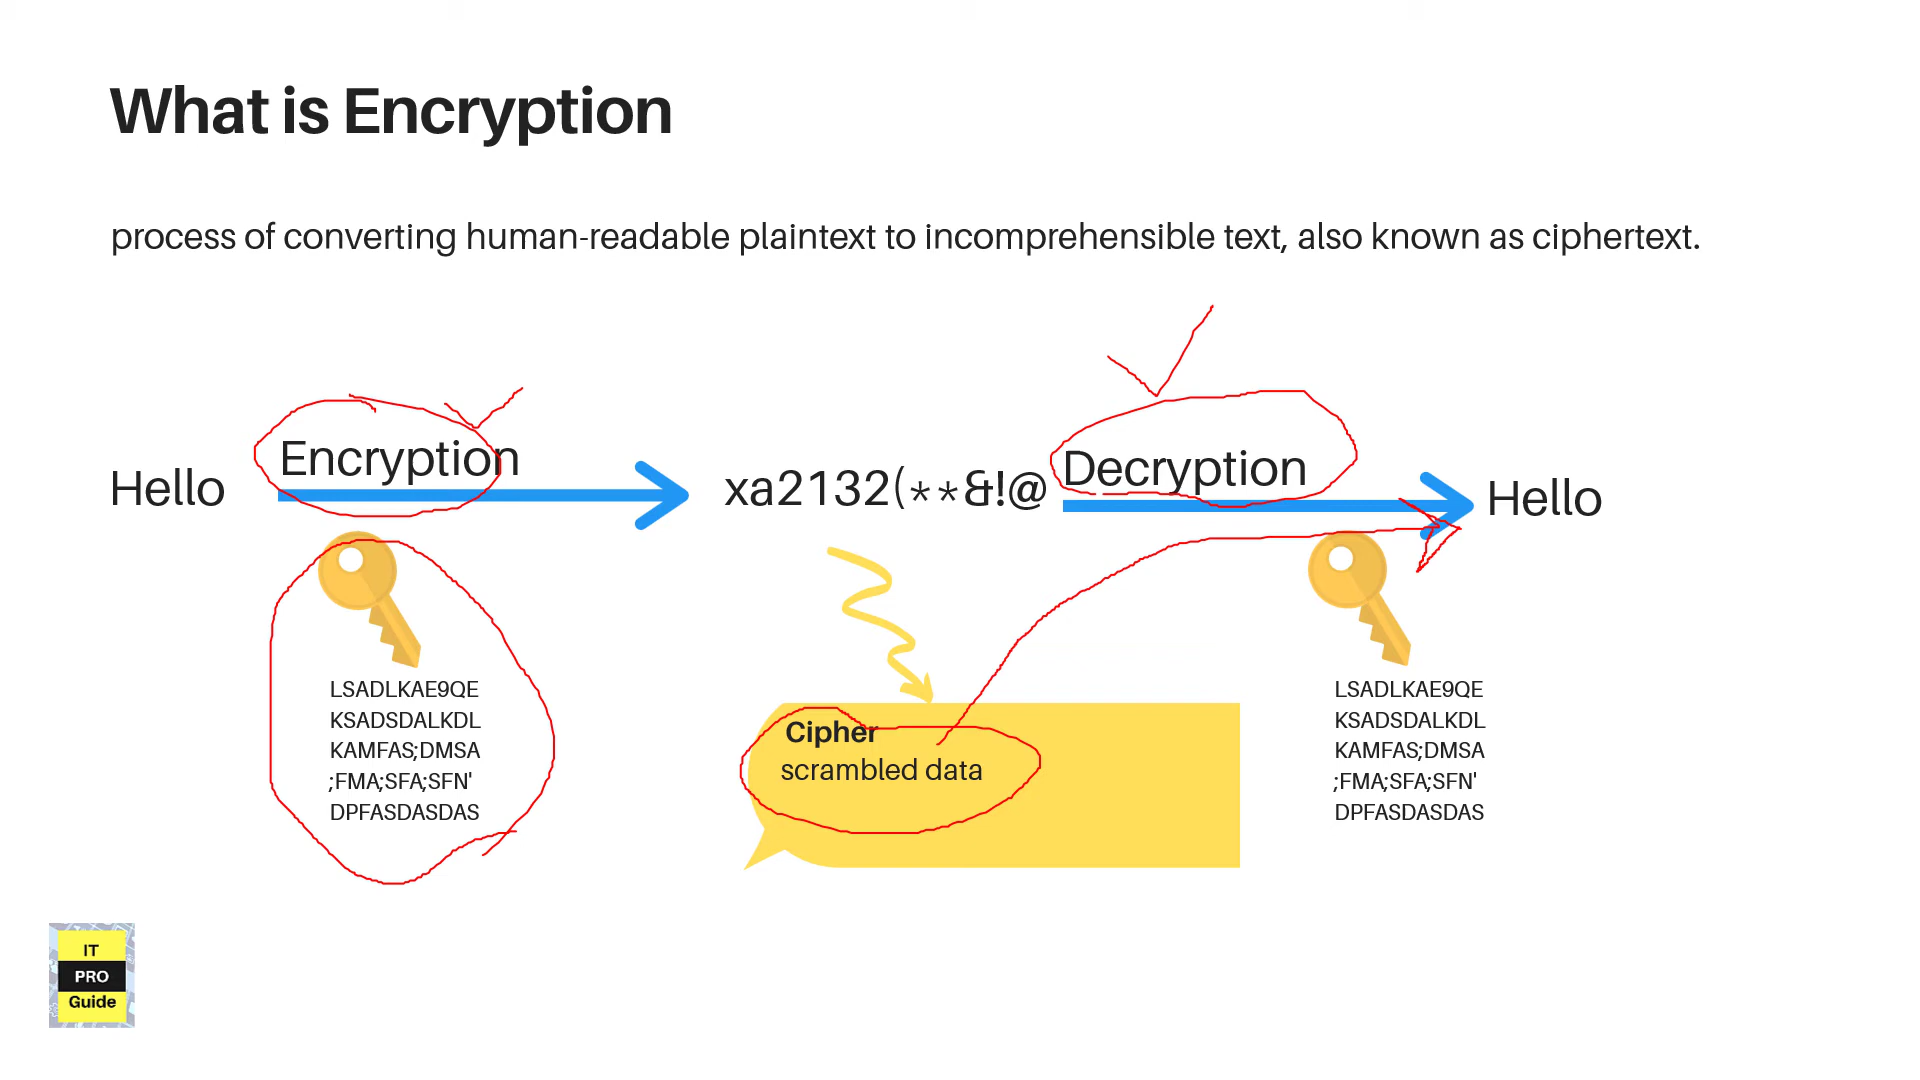 What is Encryption
process of converting human-readable plaintext to incomprehensible text, also known as ciphertext.
Hello
Encryption
xa2132(**&!@
Decryption
Hello
LSADLKAE9QE
KSADSDALKDL
KAMFAS;DMSA
;FMA;SFA;SFN'
DPFASDASDAS
Cipher
scrambled data
LSADLKAE9QE
KSADSDALKDL
KAMFAS;DMSA
;FMA;SFA;SFN'
DPFASDASDAS
IT
PRO
Guide